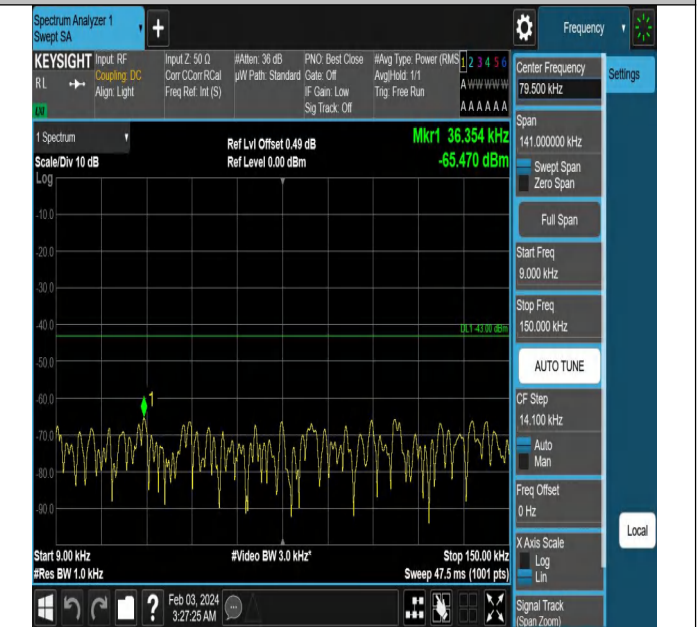 Spectrum Analyzer 1
Swept SA
+
Frequency
KEYSIGHT
RL
Input: RF
Coupling: DC
Align: Light
Input Z: 50 Ω
Corr CCorr RCal
Freq Ref: Int (S)
#Atten: 36 dB
µW Path: Standard
PNO: Best Close
Gate: Off
IF Gain: Low
Sig Track: Off
#Avg Type: Power (RMS
Avg|Hold: 1/1
Trig: Free Run
1 2 3 4 5 6
A W W W W W
A A A A A A
1 Spectrum
Scale/Div 10 dB
Log
Ref Lvl Offset 0.49 dB
Ref Level 0.00 dBm
Mkr1 36.354 kHz
-65.470 dBm
-10.0
-20.0
-30.0
-40.0
DL1 -43.00 dBm
-50.0
-60.0
1
-70.0
-80.0
-90.0
Start 9.00 kHz
#Res BW 1.0 kHz
#Video BW 3.0 kHz*
Stop 150.00 kHz
Sweep 47.5 ms (1001 pts)
?
Feb 03, 2024
3:27:25 AM
Center Frequency
79.500 kHz
Settings
Span
141.000000 kHz
Swept Span
Zero Span
Full Span
Start Freq
9.000 kHz
Stop Freq
150.000 kHz
AUTO TUNE
CF Step
14.100 kHz
Auto
Man
Freq Offset
0 Hz
X Axis Scale
Log
Lin
Local
Signal Track
(Span Zoom)